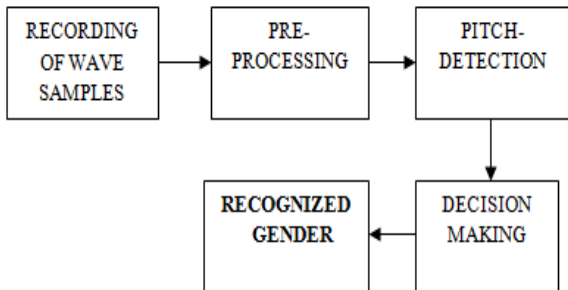 RECORDING
OF WAVE
SAMPLES
PRE-
PROCESSING
PITCH-
DETECTION
DECISION
MAKING
RECOGNIZED
GENDER